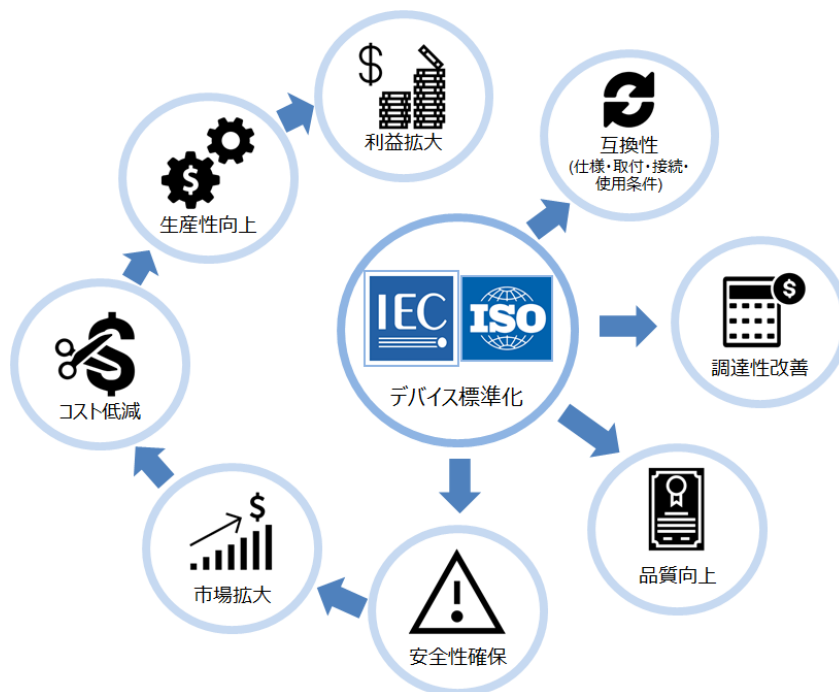 利益拡大
互換性
(仕様・取付・接続・
使用条件)
生産性向上
IEC
ISO
デバイス標準化
調達性改善
コスト低減
品質向上
市場拡大
安全性確保